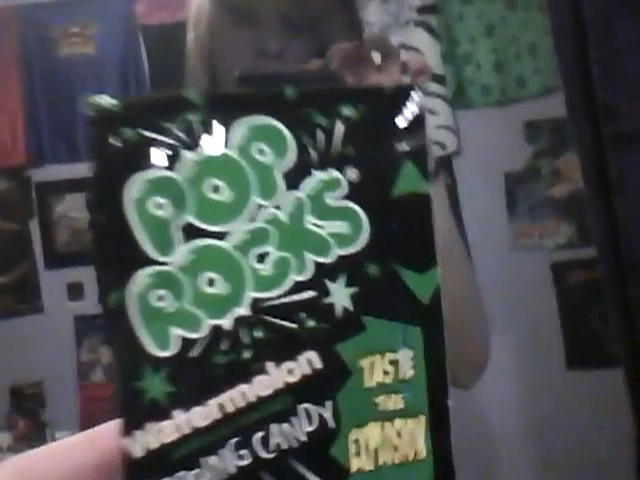 POP
ROCKS®
Watermelon
CANDY
TASTE
THE
EXPLOSION